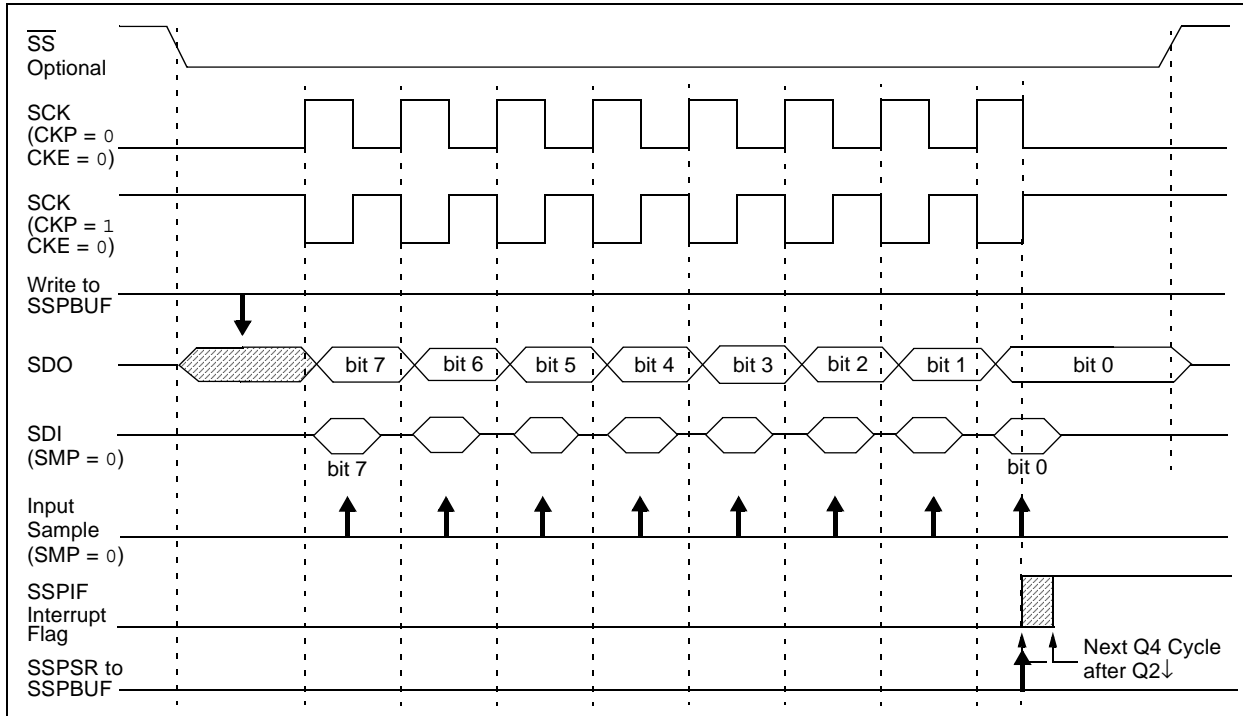 SS
Optional
SCK
(CKP = 0
CKE = 0)
SCK
(CKP = 1
CKE = 0)
Write to
SSPBUF
SDO
bit 7 bit 6 bit 5 bit 4 bit 3 bit 2 bit 1 bit 0
SDI
(SMP = 0)
bit 7 bit 0
Input
Sample
(SMP = 0)
SSPIF
Interrupt
Flag
Next Q4 Cycle
after Q2↓
SSPSR to
SSPBUF